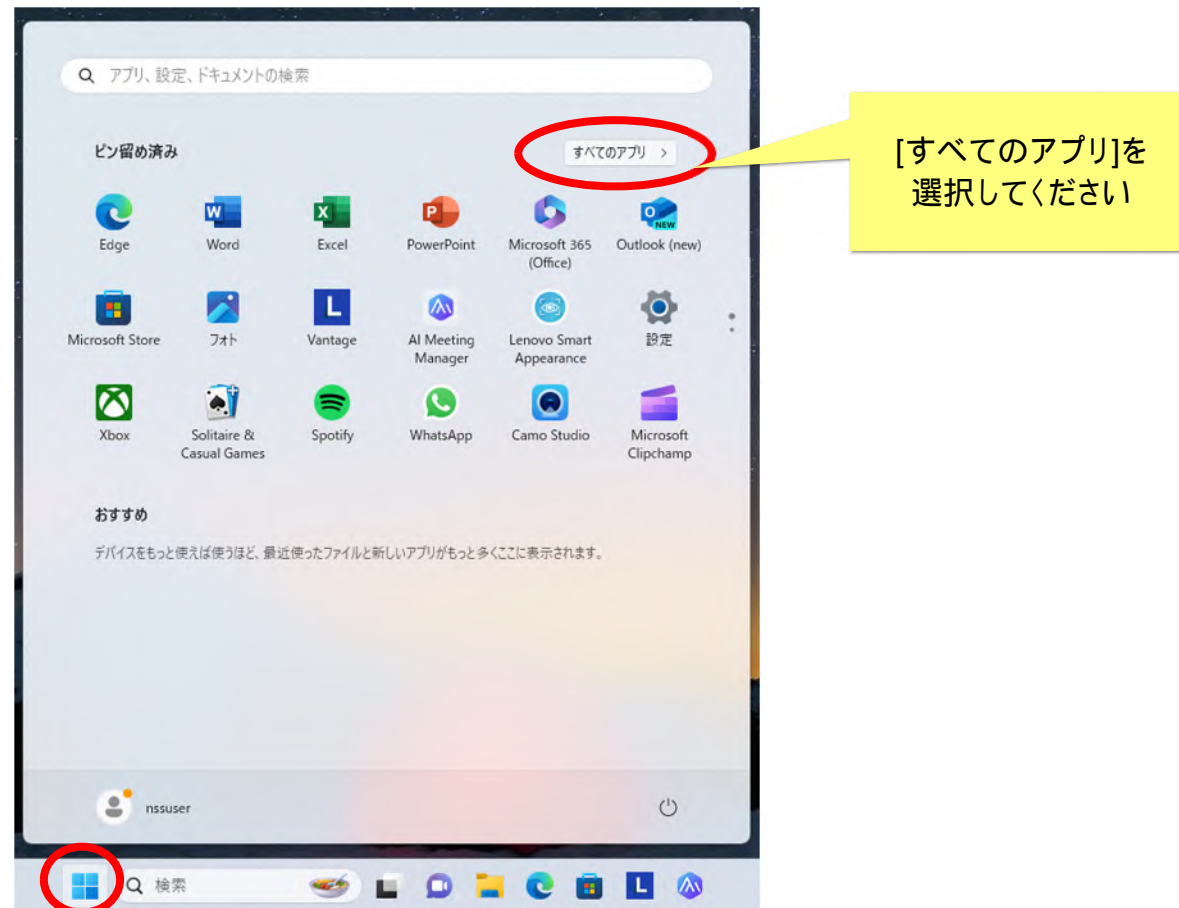 アプリ、設定、ドキュメントの検索
ピン留め済み
すべてのアプリ >
[すべてのアプリ]を
選択してください
Edge
Word
Excel
PowerPoint
Microsoft 365
(Office)
Outlook (new)
Microsoft Store
フォト
Vantage
AI Meeting
Manager
Lenovo Smart
Appearance
設定
Xbox
Solitaire &
Casual Games
Spotify
WhatsApp
Camo Studio
Microsoft
Clipchamp
おすすめ
デバイスをもっと使えば使うほど、最近使ったファイルと新しいアプリがもっと多くここに表示されます。
nssuser
検索